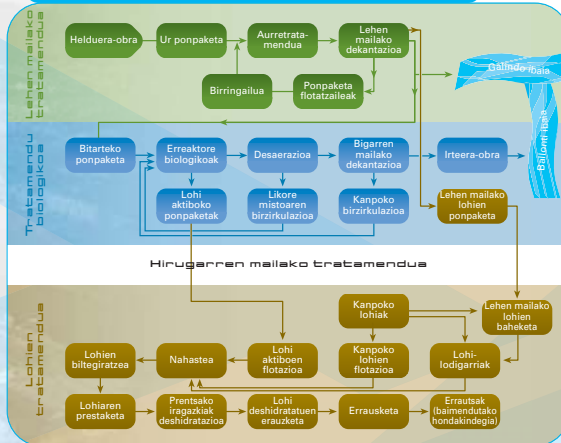 Lehen mailako
tratamendua
Helduera-obra
Ur ponpaketa
Aurretrata-
mendua
Lehen
mailako
dekantazioa
Birringailua
Ponpaketa
flotatzaileak
Galindo ibaia
Baionti ibaia
Tratamendu
biologikoa
Bitarteko
ponpaketa
Erreaktore
biologikoak
Desaerazioa
Bigarren
mailako
dekantazioa
Irteera-obra
Lohi
aktiboko
ponpaketak
Likore
mistoaren
birzirkulazioa
Kanpoko
birzirkulazioa
Lehen mailako
lohien
ponpaketa
Hirugarren mailako tratamendua
Lohien
tratamendua
Kanpoko
lohiak
Lehen mailako
lohien
baheketa
Lohien
biltegiratzea
Nahastea
Lohi
aktiboen
flotazioa
Kanpoko
lohien
flotazioa
Lohi-
lodigarriak
Lohiaren
prestaketa
Prentsako
iragazkiak
deshidratazioa
Lohi
deshidratatuen
erauzketa
Errausketa
Errautsak
(baimendutako
hondakindegia)